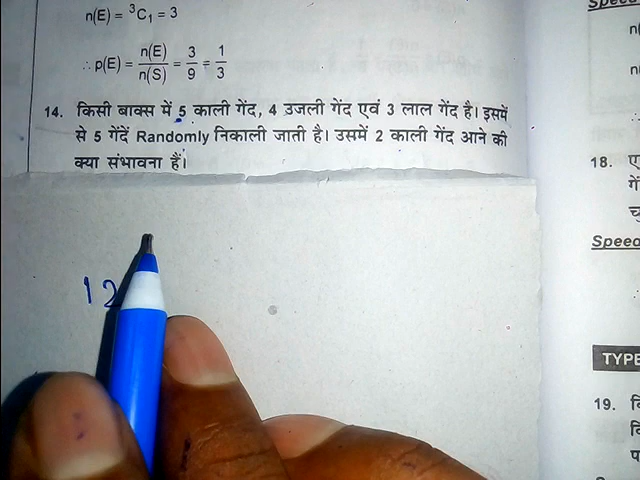 n(E) = ³C₁ = 3
∴ p(E) = n(E)/n(S) = 3/9 = 1/3
14. किसी बाक्स में 5 काली गेंद, 4 उजली गेंद एवं 3 लाल गेंद है। इसमें
से 5 गेंदें Randomly निकाली जाती है। उसमें 2 काली गेंद आने की
क्या संभावना हैं।
12
18.
Speed
TYPE
19.